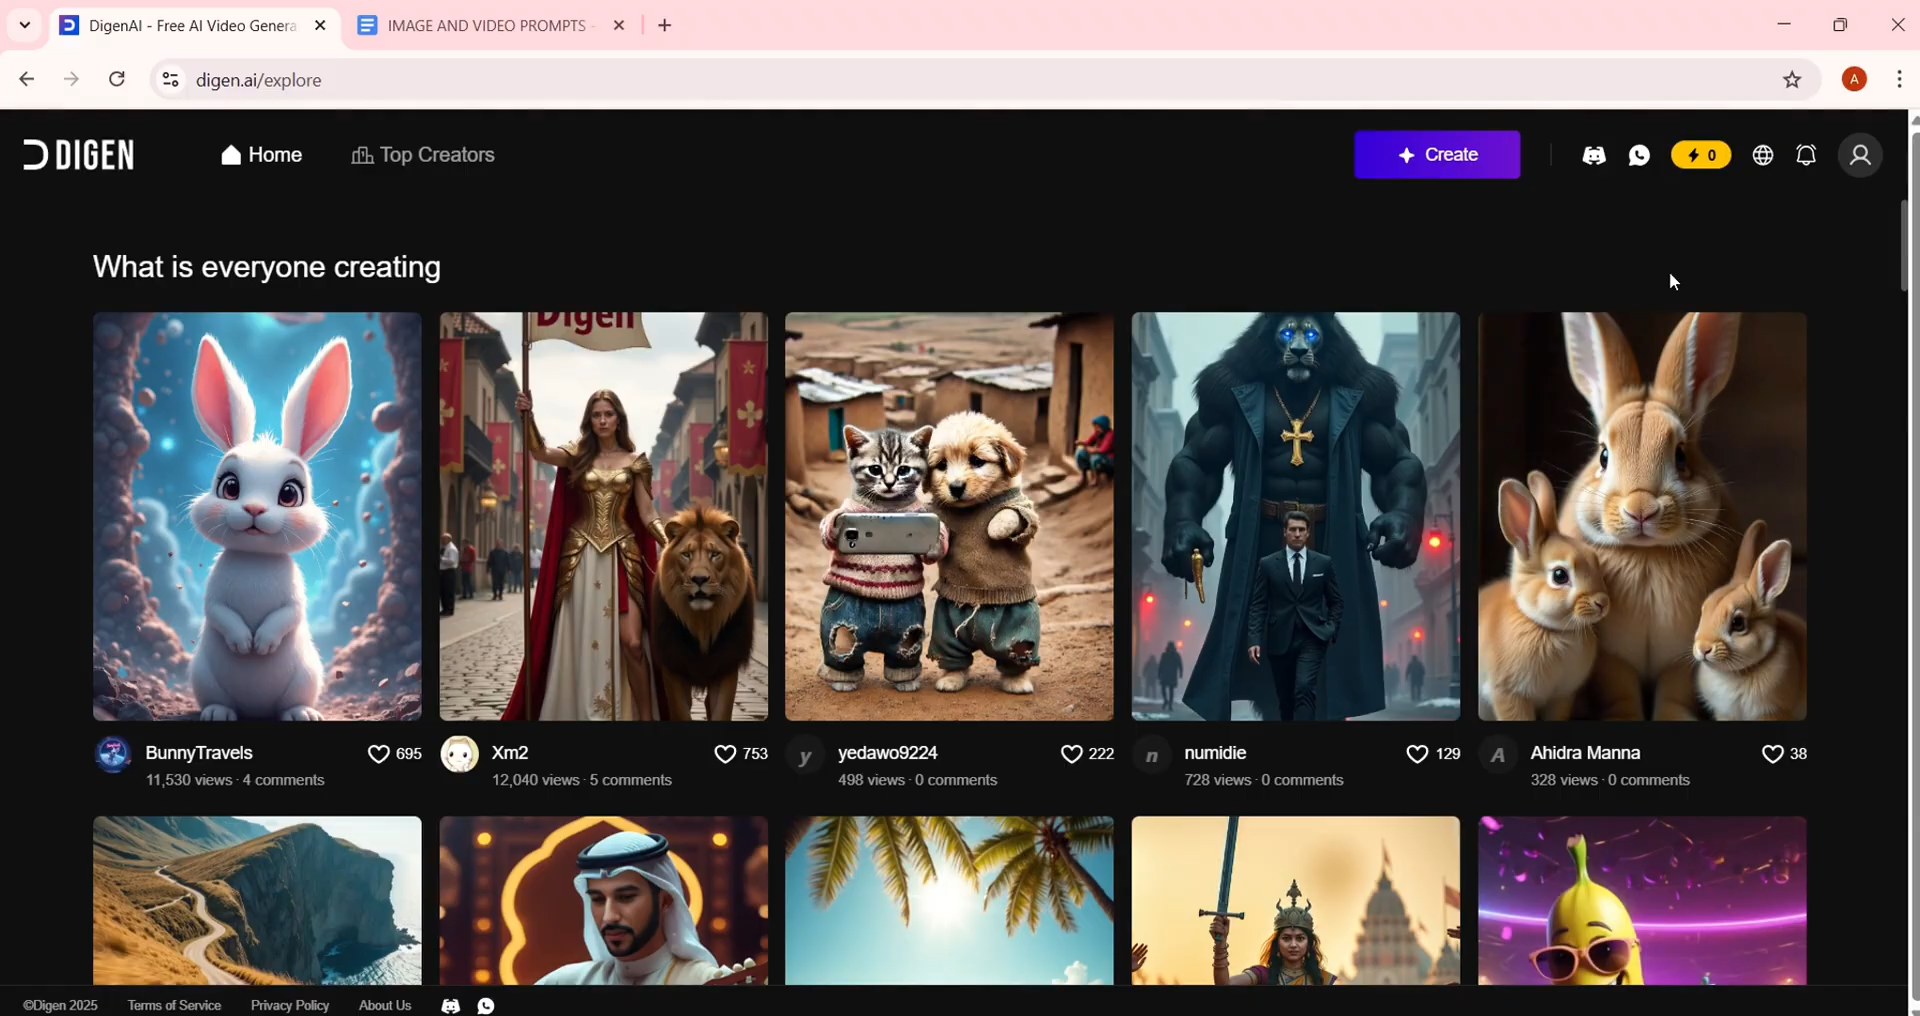 DigenAI - Free AI Video Genera
IMAGE AND VIDEO PROMPTS -
digen.ai/explore
A
DIGEN
Home
Top Creators
Create
0
What is everyone creating
Digen
BunnyTravels
695
11,530 views · 4 comments
Xm2
753
12,040 views · 5 comments
y
yedawo9224
222
498 views · 0 comments
n
numidie
129
728 views · 0 comments
A
Ahidra Manna
38
328 views · 0 comments
©Digen 2025
Terms of Service
Privacy Policy
About Us